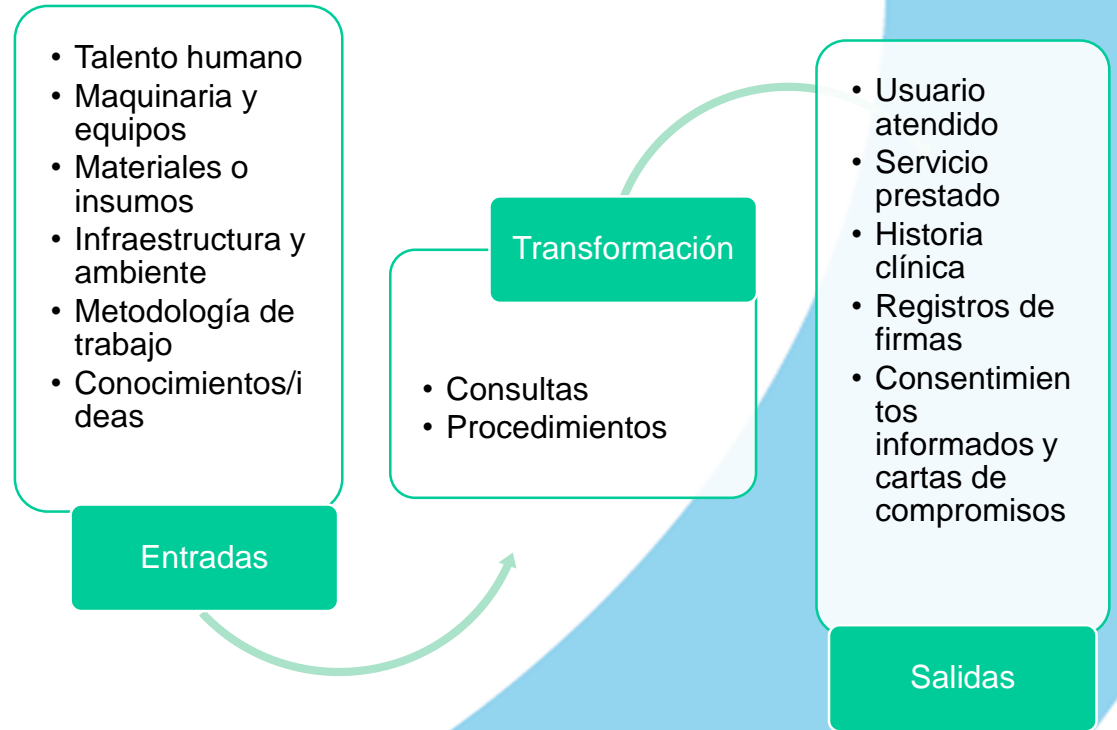 • Talento humano
• Maquinaria y
equipos
• Materiales o
insumos
• Infraestructura y
ambiente
• Metodología de
trabajo
• Conocimientos/i
deas
Entradas
Transformación
• Consultas
• Procedimientos
• Usuario
atendido
• Servicio
prestado
• Historia
clínica
• Registros de
firmas
• Consentimien
tos
informados y
cartas de
compromisos
Salidas